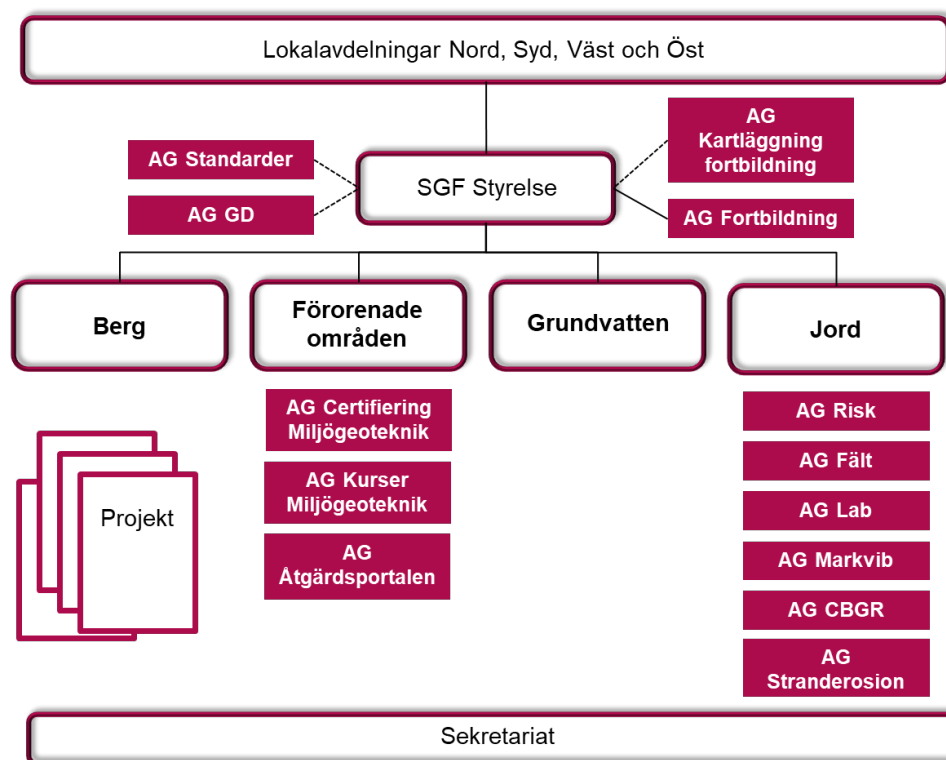 Lokalavdelningar Nord, Syd, Väst och Öst
AG Standarder
AG GD
SGF Styrelse
AG
Kartläggning
fortbildning
AG Fortbildning
Berg
Förorenade
områden
Grundvatten
Jord
AG Certifiering
Miljögeoteknik
AG Kurser
Miljögeoteknik
AG
Åtgärdsportalen
AG Risk
AG Fält
AG Lab
AG Markvib
AG CBGR
AG
Stranderosion
Projekt
Sekretariat